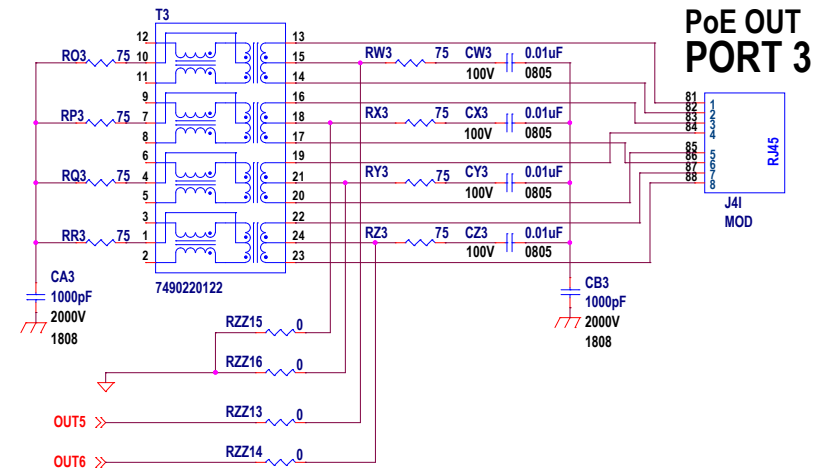 T3
PoE OUT
PORT 3
12 13
RO3 75 10 15 RW3 75 CW3 0.01uF
11 14 100V 0805
9 16
RP3 75 7 18 RX3 75 CX3 0.01uF
8 17 100V 0805
6 19
RQ3 75 4 21 RY3 75 CY3 0.01uF
5 20 100V 0805
3 22
RR3 75 1 24 RZ3 75 CZ3 0.01uF
2 23 100V 0805
81 1
82 2
83 3
84 4
85 5
86 6
87 7
88 8
RJ45
J4I
MOD
7490220122
CA3
1000pF
2000V
1808
CB3
1000pF
2000V
1808
RZZ15 0
RZZ16 0
OUT5 RZZ13 0
OUT6 RZZ14 0